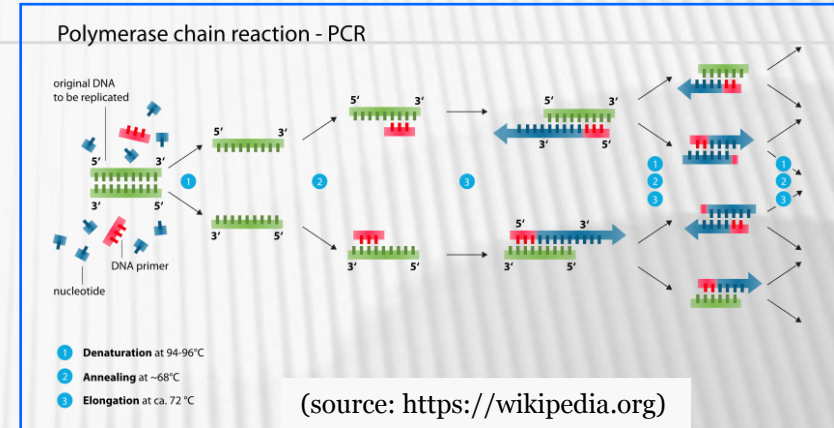 Polymerase chain reaction - PCR
original DNA
to be replicated
5‘ 3‘
3‘ 5‘
DNA primer
nucleotide
1
5‘ 3‘
3‘ 5‘
2
5‘ 3‘
3‘ 5‘
3
5‘ 3‘
3‘ 5‘
5‘ 3‘
3‘ 5‘
1
2
3
1
2
3
1 Denaturation at 94-96°C
2 Annealing at ~68°C
3 Elongation at ca. 72 °C
(source: https://wikipedia.org)